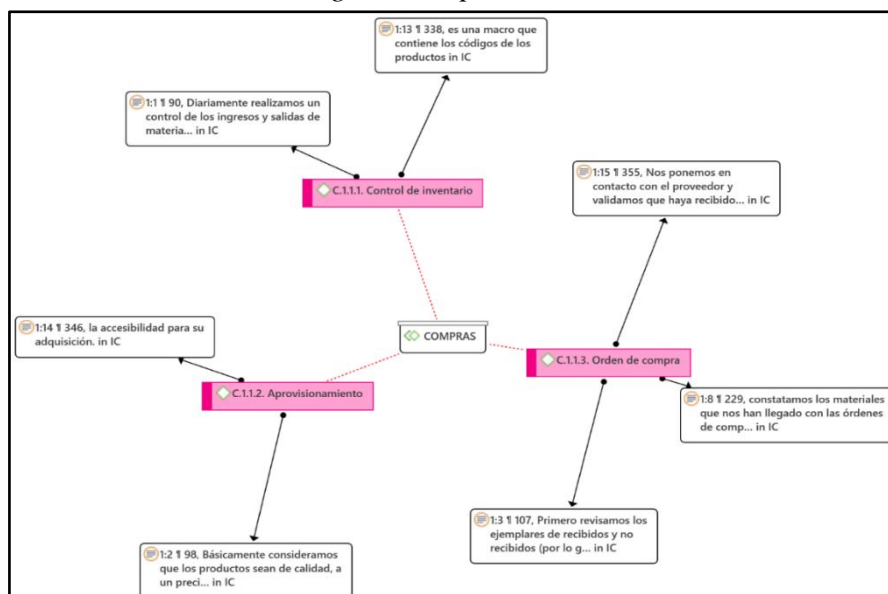 1:13 ¶ 338, es una macro que
contiene los códigos de los
productos in IC
1:1 ¶ 90, Diariamente realizamos un
control de los ingresos y salidas de
materia... in IC
C.1.1.1. Control de inventario
1:15 ¶ 355, Nos ponemos en
contacto con el proveedor y
validamos que haya recibido... in IC
1:14 ¶ 346, la accesibilidad para su
adquisición. in IC
COMPRAS
C.1.1.3. Orden de compra
C.1.1.2. Aprovisionamiento
1:8 ¶ 229, constatamos los materiales
que nos han llegado con las órdenes
de comp... in IC
1:3 ¶ 107, Primero revisamos los
ejemplares de recibidos y no
recibidos (por lo g... in IC
1:2 ¶ 98, Básicamente consideramos
que los productos sean de calidad, a
un preci... in IC